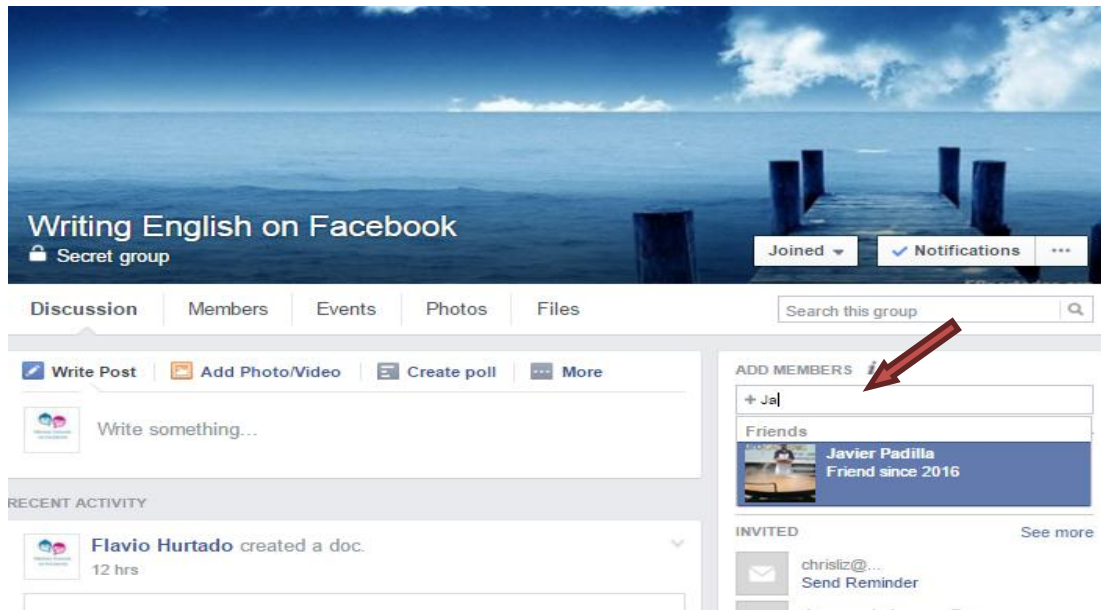 Writing English on Facebook
Secret group
Joined
Notifications
...
Discussion Members Events Photos Files
Search this group
Write Post Add Photo/Video Create poll More
Write something...
RECENT ACTIVITY
Flavio Hurtado created a doc.
12 hrs
ADD MEMBERS
+ Ja
Friends
Javier Padilla
Friend since 2016
INVITED See more
chrisliz@...
Send Reminder